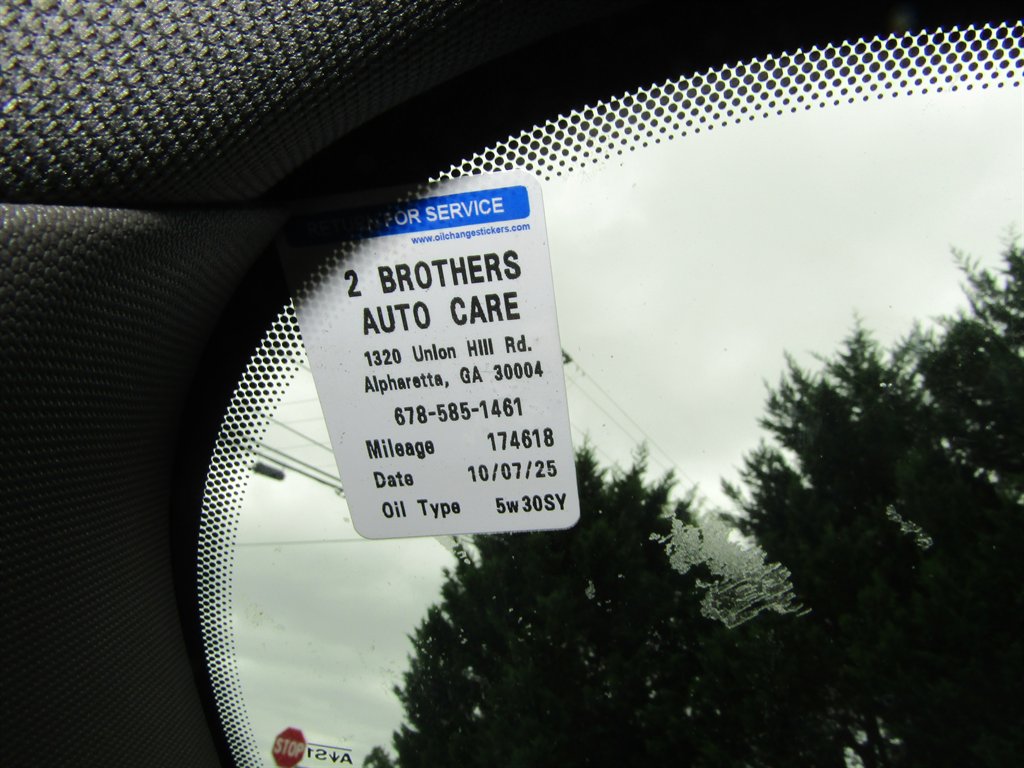 RETURN FOR SERVICE
www.oilchangestickers.com
2 BROTHERS
AUTO CARE
1320 Union Hill Rd.
Alpharetta, GA 30004
678-585-1461
Mileage 174618
Date 10/07/25
Oil Type 5w30SY
STOP